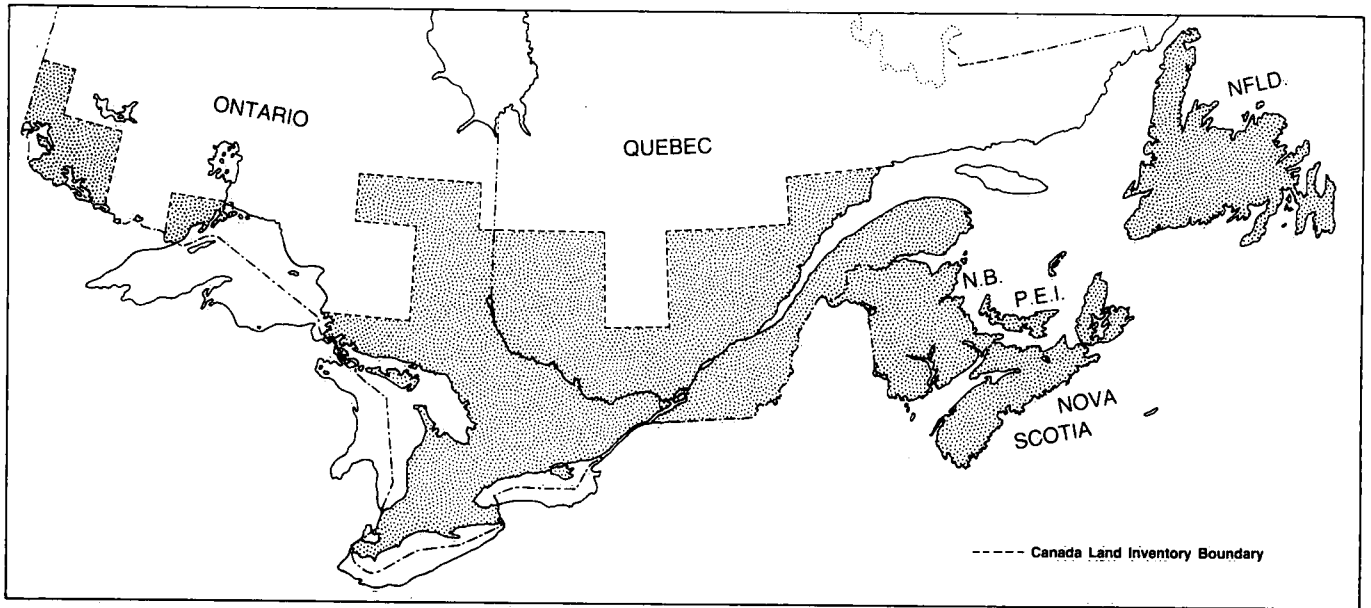 NFLD.
ONTARIO
QUEBEC
N.B.
P.E.I.
NOVA
SCOTIA
Canada Land Inventory Boundary